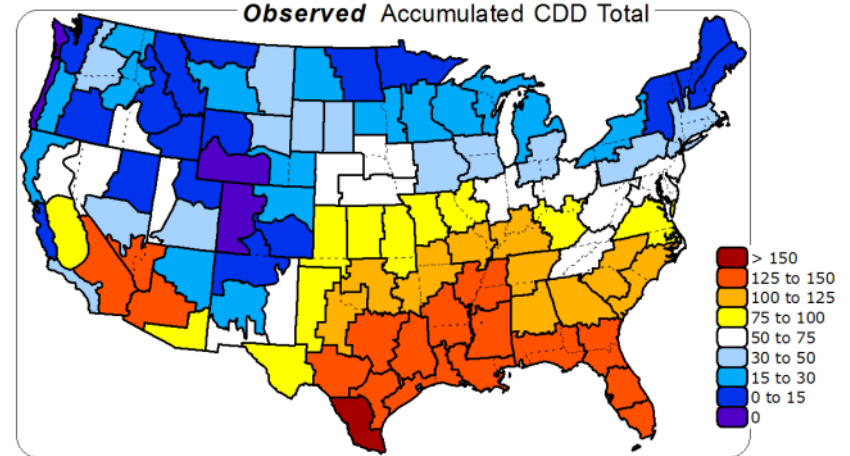 Observed Accumulated CDD Total
> 150
125 to 150
100 to 125
75 to 100
50 to 75
30 to 50
15 to 30
0 to 15
0